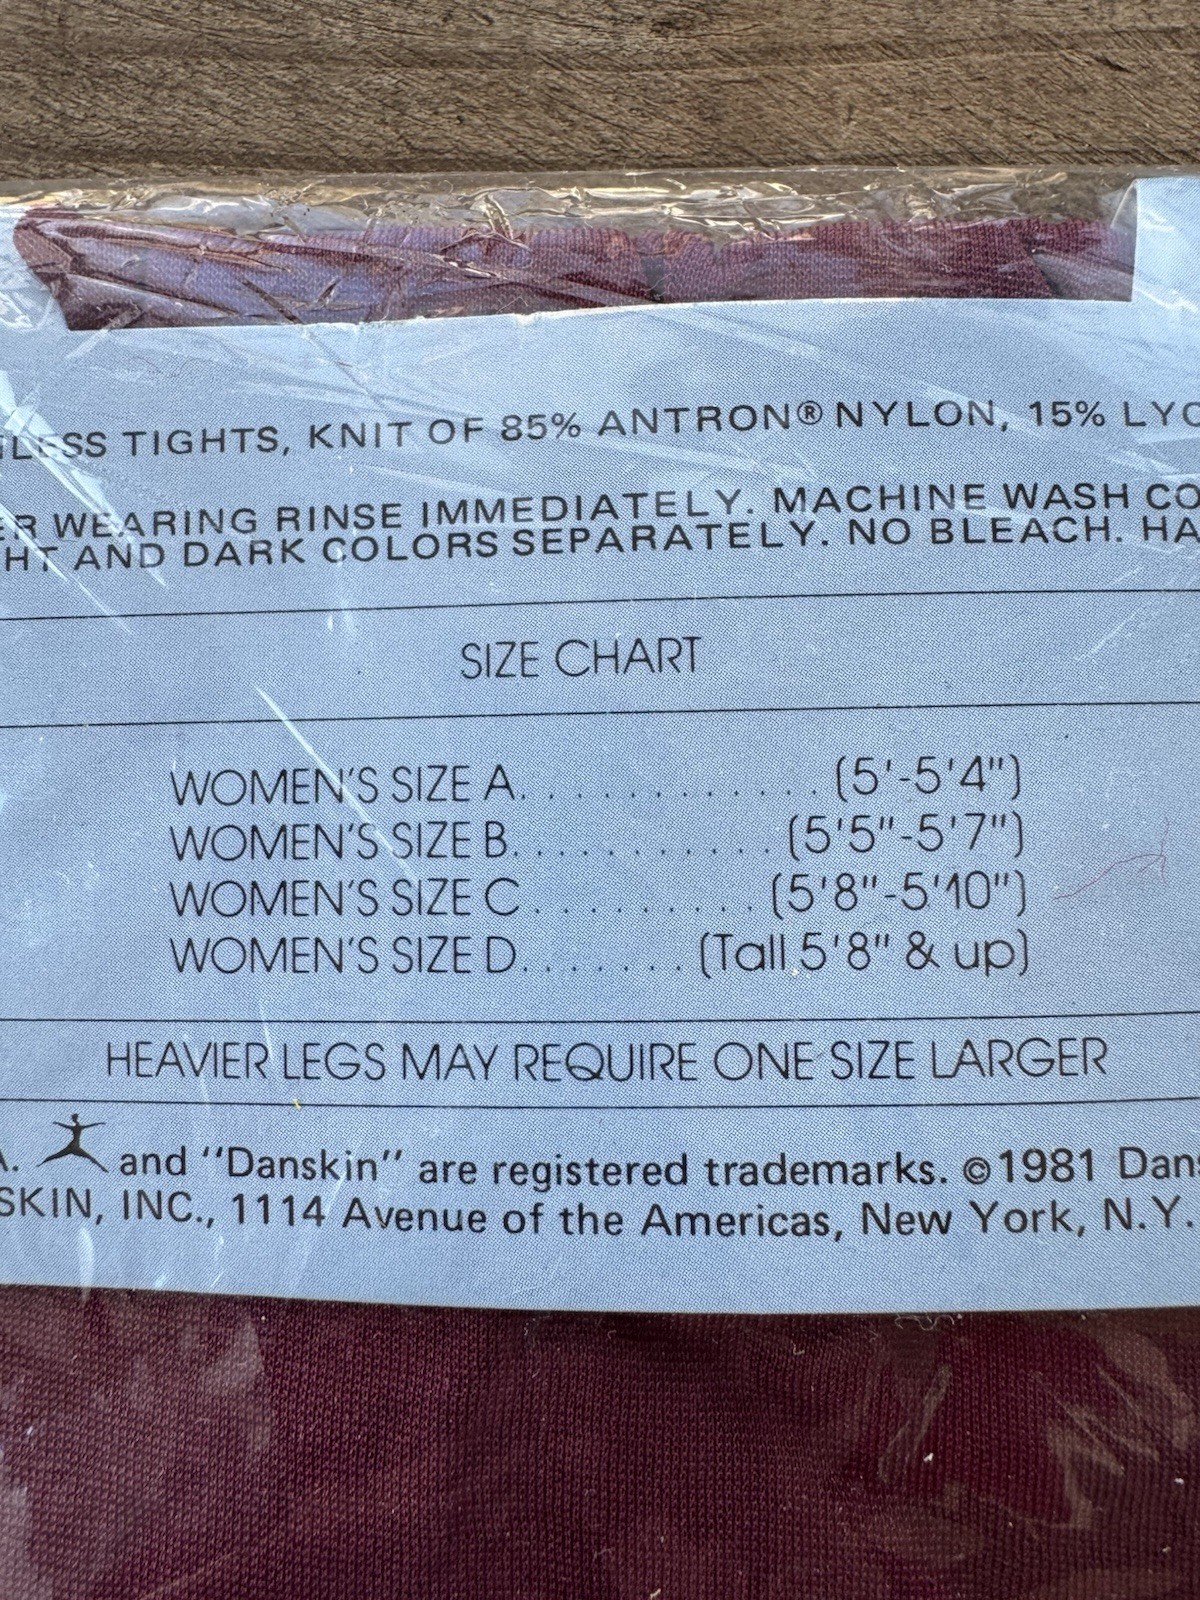 LESS TIGHTS, KNIT OF 85% ANTRON® NYLON, 15% LYC
ER WEARING RINSE IMMEDIATELY. MACHINE WASH CO
HT AND DARK COLORS SEPARATELY. NO BLEACH. HA
SIZE CHART
WOMEN'S SIZE A. . . . . . . . . . . . . (5'-5'4")
WOMEN'S SIZE B. . . . . . . . . . . . (5'5"-5'7")
WOMEN'S SIZE C . . . . . . . . . . (5'8"-5'10")
WOMEN'S SIZE D. . . . . . . (Tall 5'8" & up)
HEAVIER LEGS MAY REQUIRE ONE SIZE LARGER
A. and "Danskin" are registered trademarks. ©1981 Dans
SKIN, INC., 1114 Avenue of the Americas, New York, N.Y.